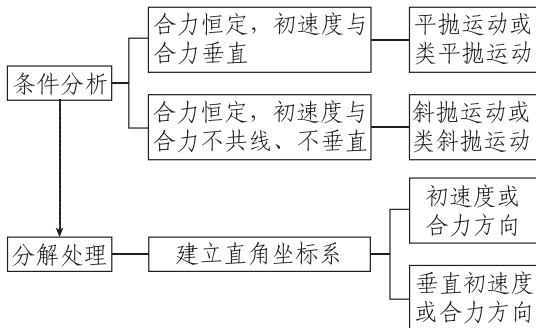 合力恒定，初速度与
合力垂直
平抛运动或
类平抛运动
条件分析
合力恒定，初速度与
合力不共线、不垂直
斜抛运动或
类斜抛运动
初速度或
合力方向
分解处理
建立直角坐标系
垂直初速度
或合力方向